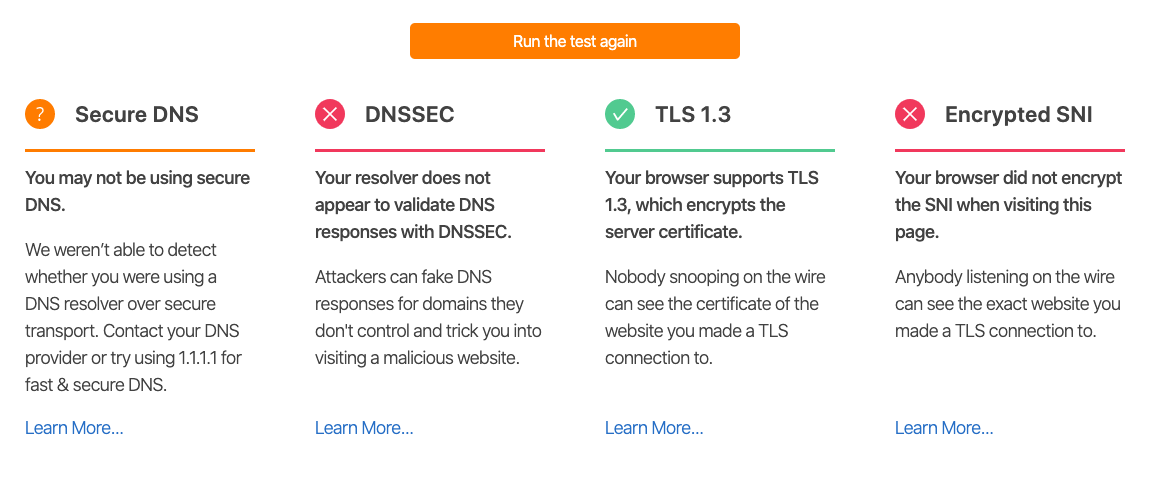 Run the test again
? Secure DNS
You may not be using secure
DNS.
We weren’t able to detect
whether you were using a
DNS resolver over secure
transport. Contact your DNS
provider or try using 1.1.1.1 for
fast & secure DNS.
Learn More...
DNSSEC
Your resolver does not
appear to validate DNS
responses with DNSSEC.
Attackers can fake DNS
responses for domains they
don't control and trick you into
visiting a malicious website.
Learn More...
TLS 1.3
Your browser supports TLS
1.3, which encrypts the
server certificate.
Nobody snooping on the wire
can see the certificate of the
website you made a TLS
connection to.
Learn More...
Encrypted SNI
Your browser did not encrypt
the SNI when visiting this
page.
Anybody listening on the wire
can see the exact website you
made a TLS connection to.
Learn More...